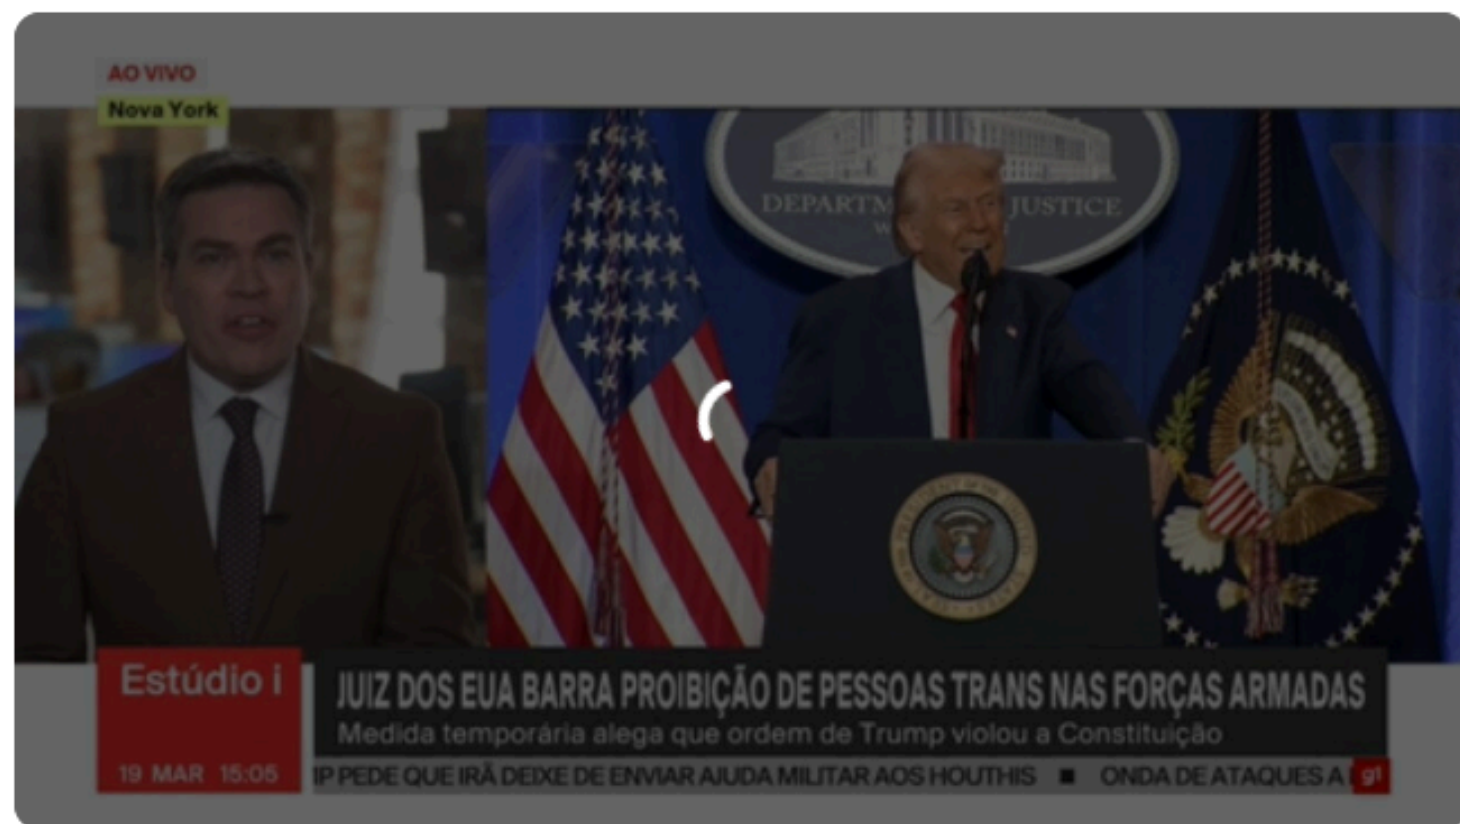 AO VIVO
Nova York
DEPARTM JUSTICE
Estúdio i
JUIZ DOS EUA BARRA PROIBIÇÃO DE PESSOAS TRANS NAS FORÇAS ARMADAS
Medida temporária alega que ordem de Trump violou a Constituição
19 MAR 15:05
MP PEDE QUE IRÃ DEIXE DE ENVIAR AJUDA MILITAR AOS HOUTHIS ■ ONDA DE ATAQUES A
g1